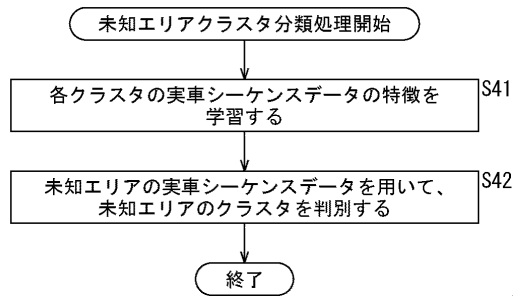 未知エリアクラスタ分類処理開始
各クラスタの実車シーケンスデータの特徴を
学習する
S41
未知エリアの実車シーケンスデータを用いて、
未知エリアのクラスタを判別する
S42
終了